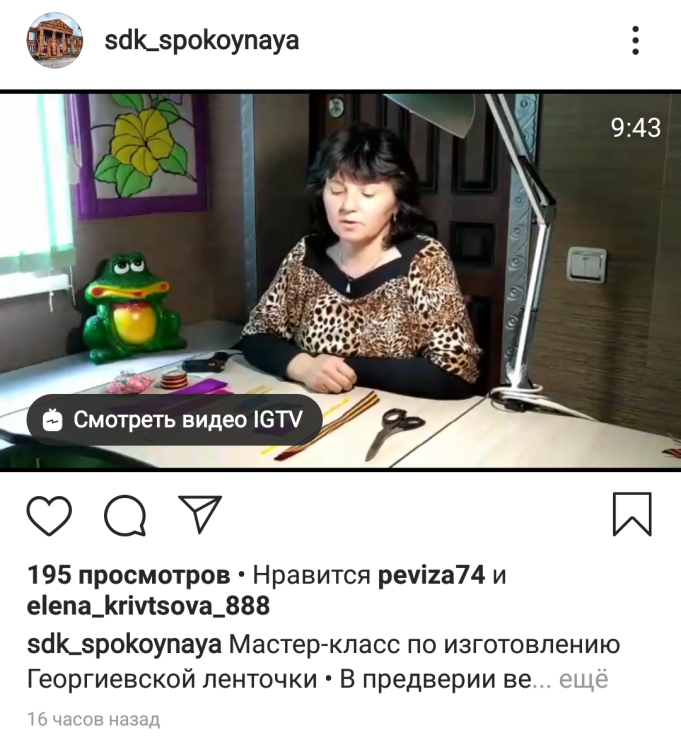 sdk_spokoynaya
9:43
Смотреть видео IGTV
195 просмотров • Нравится peviza74 и
elena_krivtsova_888
sdk_spokoynaya Мастер-класс по изготовлению
Георгиевской ленточки • В предверии ве... ещё
16 часов назад